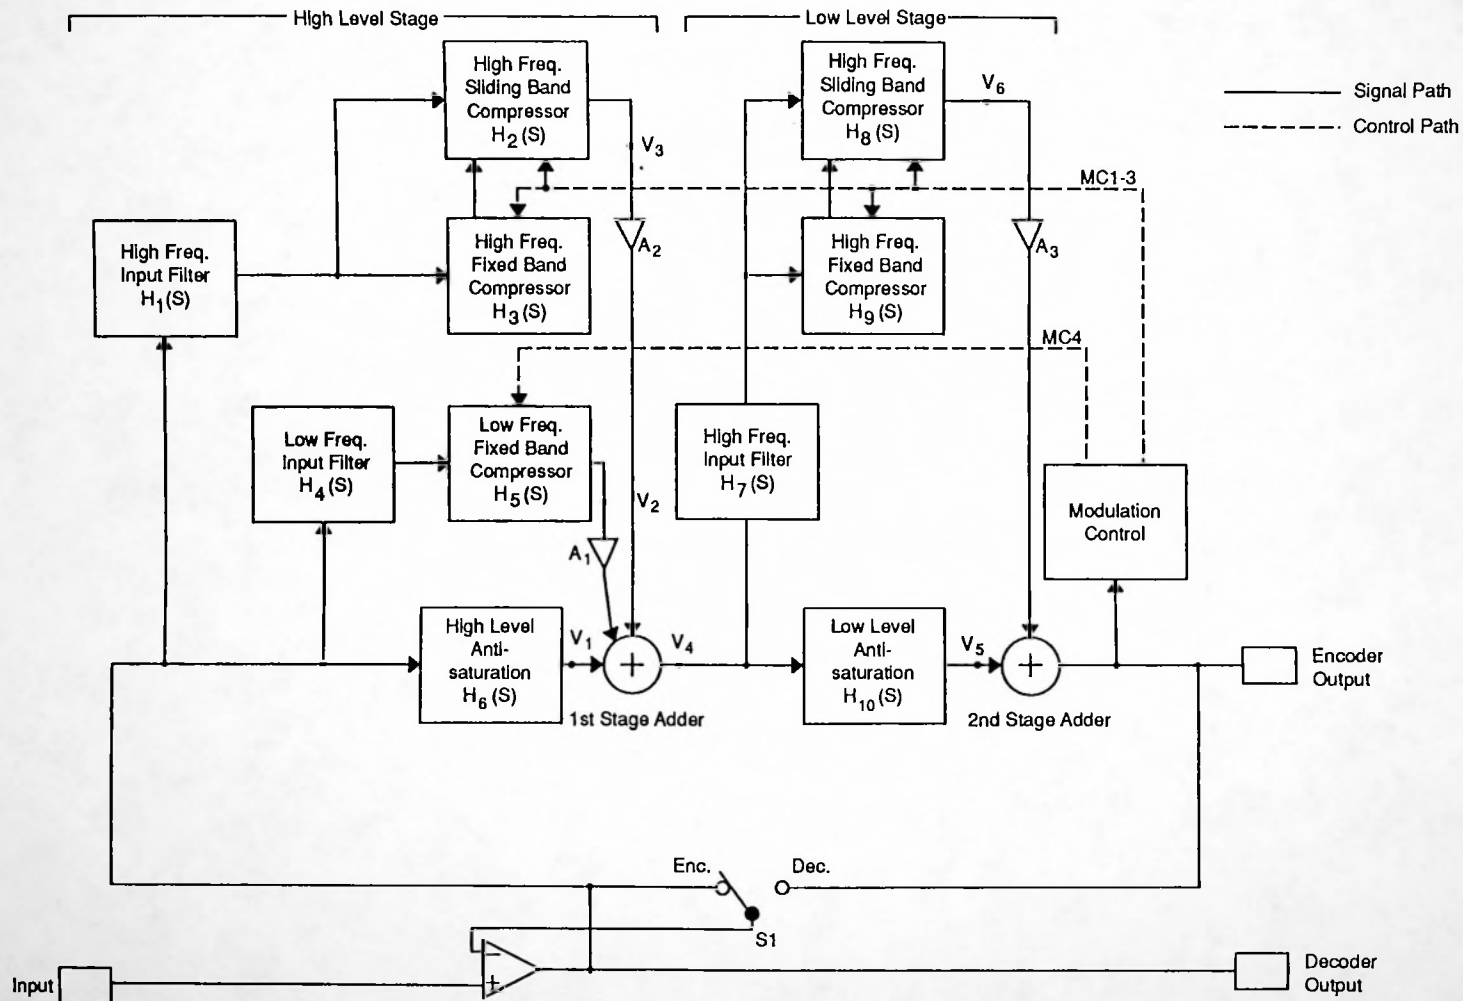 High Level Stage
Low Level Stage
High Freq.
Sliding Band
Compressor
H2(S)
High Freq.
Sliding Band
Compressor
H8(S)
V6
Signal Path
Control Path
V3
MC1-3
High Freq.
Input Filter
H1(S)
High Freq.
Fixed Band
Compressor
H3(S)
A2
High Freq.
Fixed Band
Compressor
H9(S)
A3
MC4
Low Freq.
Input Filter
H4(S)
Low Freq.
Fixed Band
Compressor
H5(S)
V2
High Freq.
Input Filter
H7(S)
Modulation
Control
A1
High Level
Anti-
saturation
H6(S)
V1
+
V4
Low Level
Anti-
saturation
H10(S)
V5
+
Encoder
Output
1st Stage Adder
2nd Stage Adder
Enc.
Dec.
S1
−
+
Input
Decoder
Output